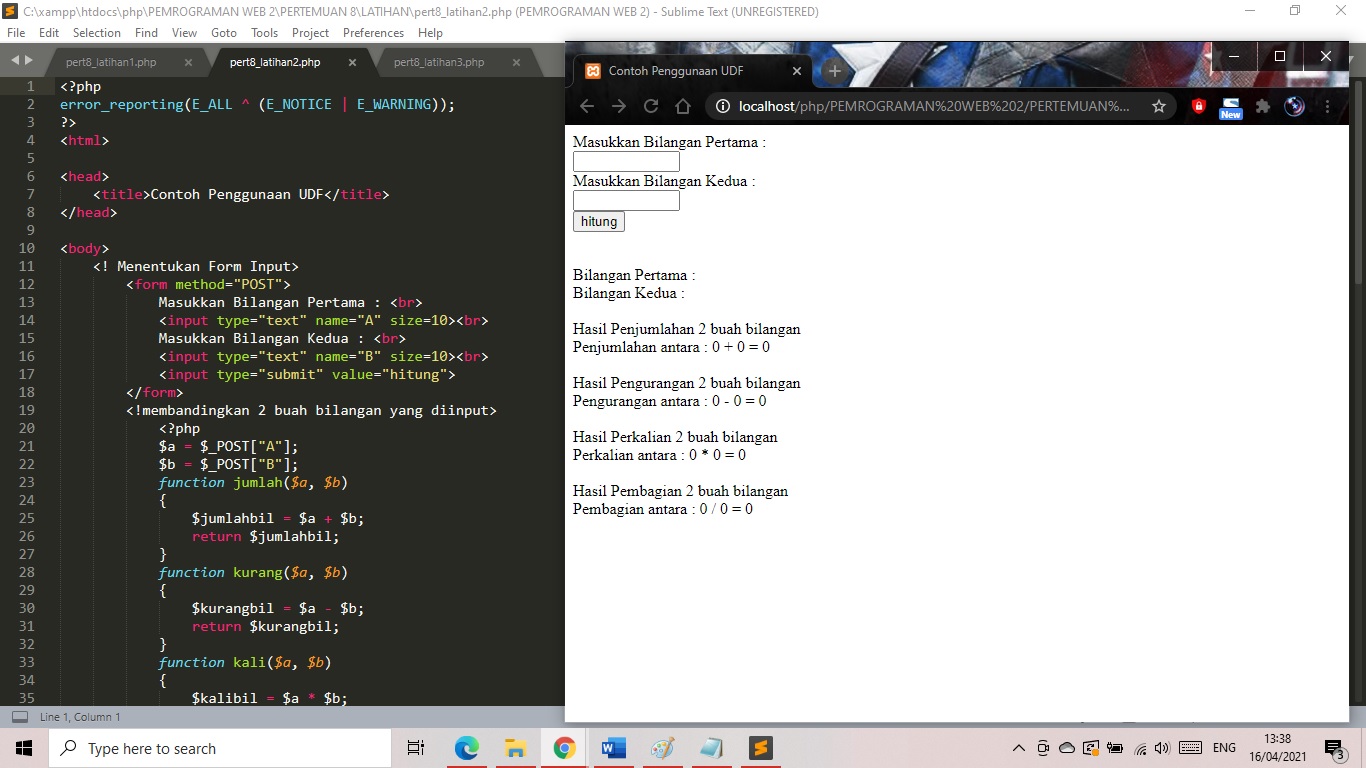 C:\xampp\htdocs\php\PEMROGRAMAN WEB 2\PERTEMUAN 8\LATIHAN\pert8_latihan2.php (PEMROGRAMAN WEB 2) - Sublime Text (UNREGISTERED)
File Edit Selection Find View Goto Tools Project Preferences Help
pert8_latihan1.php pert8_latihan2.php pert8_latihan3.php
1 <?php
2 error_reporting(E_ALL ^ (E_NOTICE | E_WARNING));
3 ?>
4 <html>
5
6 <head>
7 <title>Contoh Penggunaan UDF</title>
8 </head>
9
10 <body>
11 <! Menentukan Form Input>
12 <form method="POST">
13 Masukkan Bilangan Pertama : <br>
14 <input type="text" name="A" size=10><br>
15 Masukkan Bilangan Kedua : <br>
16 <input type="text" name="B" size=10><br>
17 <input type="submit" value="hitung">
18 </form>
19 <!membandingkan 2 buah bilangan yang diinput>
20 <?php
21 $a = $_POST["A"];
22 $b = $_POST["B"];
23 function jumlah($a, $b)
24 {
25 $jumlahbil = $a + $b;
26 return $jumlahbil;
27 }
28 function kurang($a, $b)
29 {
30 $kurangbil = $a - $b;
31 return $kurangbil;
32 }
33 function kali($a, $b)
34 {
35 $kalibil = $a * $b;
Line 1, Column 1
Contoh Penggunaan UDF
localhost/php/PEMROGRAMAN%20WEB%202/PERTEMUAN%...
New
Masukkan Bilangan Pertama :
Masukkan Bilangan Kedua :
hitung
Bilangan Pertama :
Bilangan Kedua :
Hasil Penjumlahan 2 buah bilangan
Penjumlahan antara : 0 + 0 = 0
Hasil Pengurangan 2 buah bilangan
Pengurangan antara : 0 - 0 = 0
Hasil Perkalian 2 buah bilangan
Perkalian antara : 0 * 0 = 0
Hasil Pembagian 2 buah bilangan
Pembagian antara : 0 / 0 = 0
Type here to search
ENG
13:38
16/04/2021
3